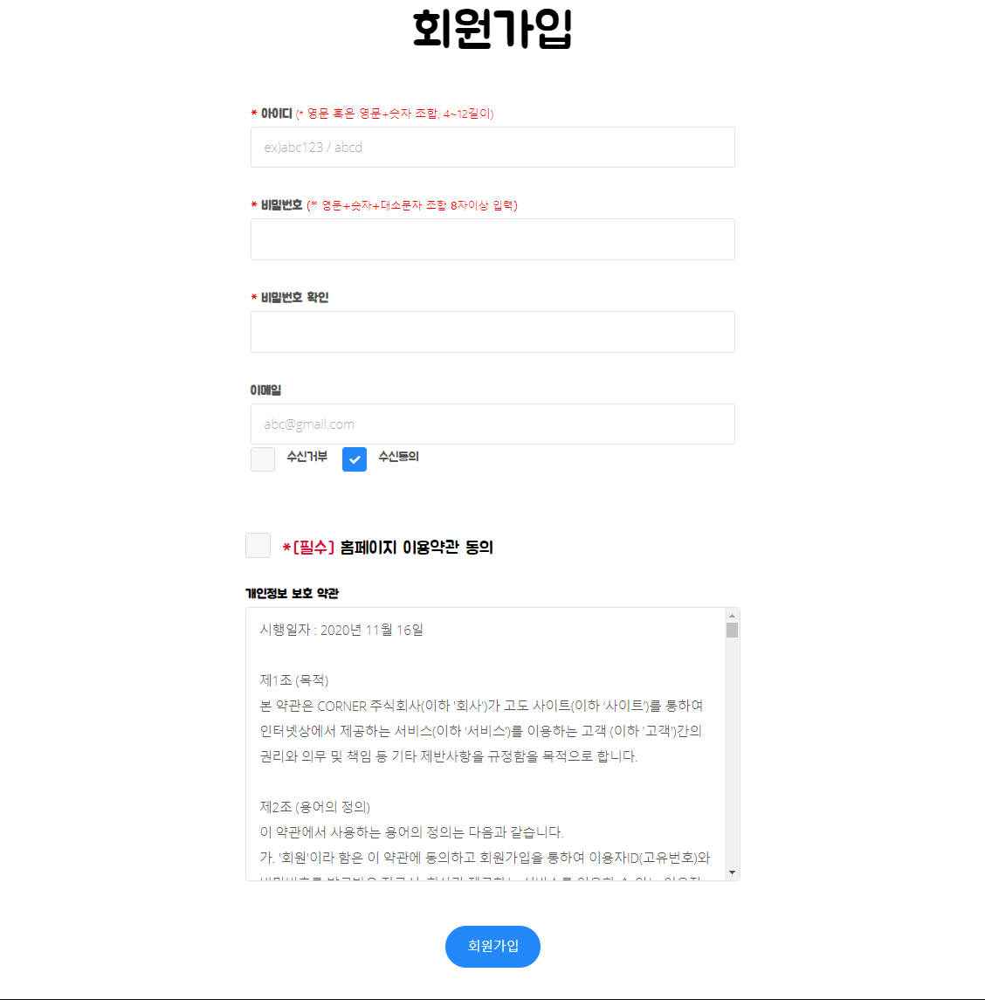 회원가입
* 아이디 (* 영문 혹은 영문+숫자 조합, 4~12길이)
ex)abc123 / abcd
* 비밀번호 (* 영문+숫자+대소문자 조합 8자이상 입력)
* 비밀번호 확인
이메일
abc@gmail.com
수신거부 수신동의
*[필수] 홈페이지 이용약관 동의
개인정보 보호 약관
시행일자 : 2020년 11월 16일
제1조 (목적)
본 약관은 CORNER 주식회사(이하 '회사')가 고도 사이트(이하 '사이트')를 통하여
인터넷상에서 제공하는 서비스(이하 '서비스')를 이용하는 고객 (이하 '고객')간의
권리와 의무 및 책임 등 기타 제반사항을 규정함을 목적으로 합니다.
제2조 (용어의 정의)
이 약관에서 사용하는 용어의 정의는 다음과 같습니다.
가. '회원'이라 함은 이 약관에 동의하고 회원가입을 통하여 이용자ID(고유번호)와
회원가입